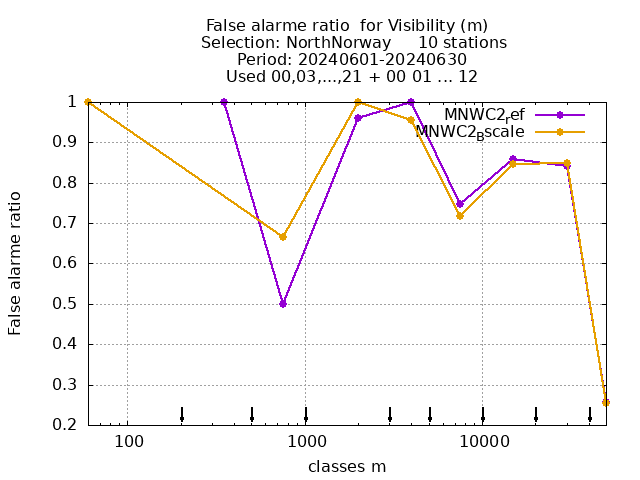 False alarme ratio  for Visibility (m)
Selection: NorthNorway     10 stations
Period: 20240601-20240630
Used 00,03,...,21 + 00 01 ... 12
MNWC2_ref
MNWC2_Bscale
1
0.9
0.8
0.7
0.6
0.5
0.4
0.3
0.2
False alarme ratio
100
1000
10000
classes m